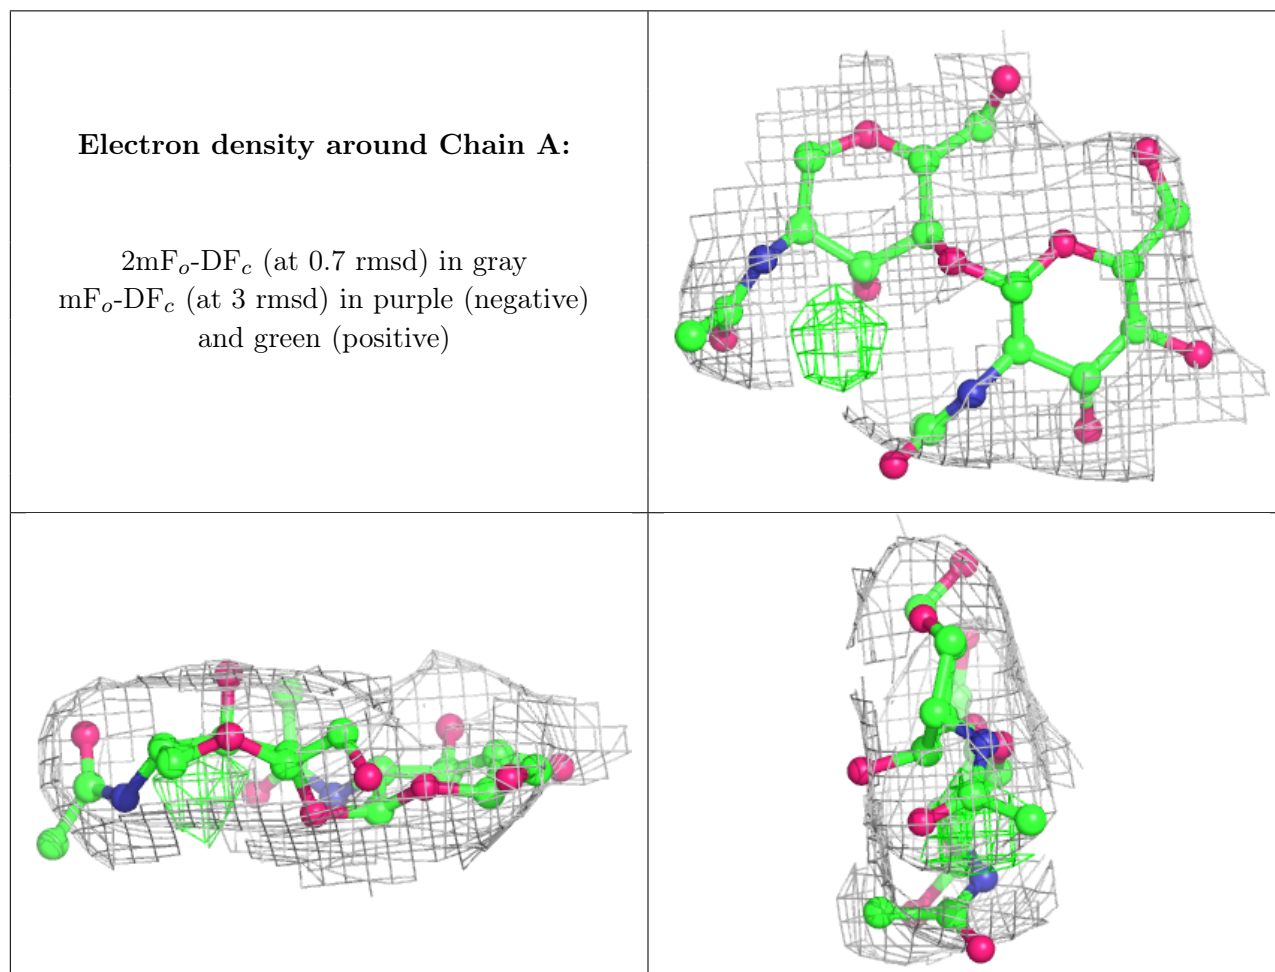 Electron density around Chain A:
2mFo-DFc (at 0.7 rmsd) in gray
mFo-DFc (at 3 rmsd) in purple (negative)
and green (positive)